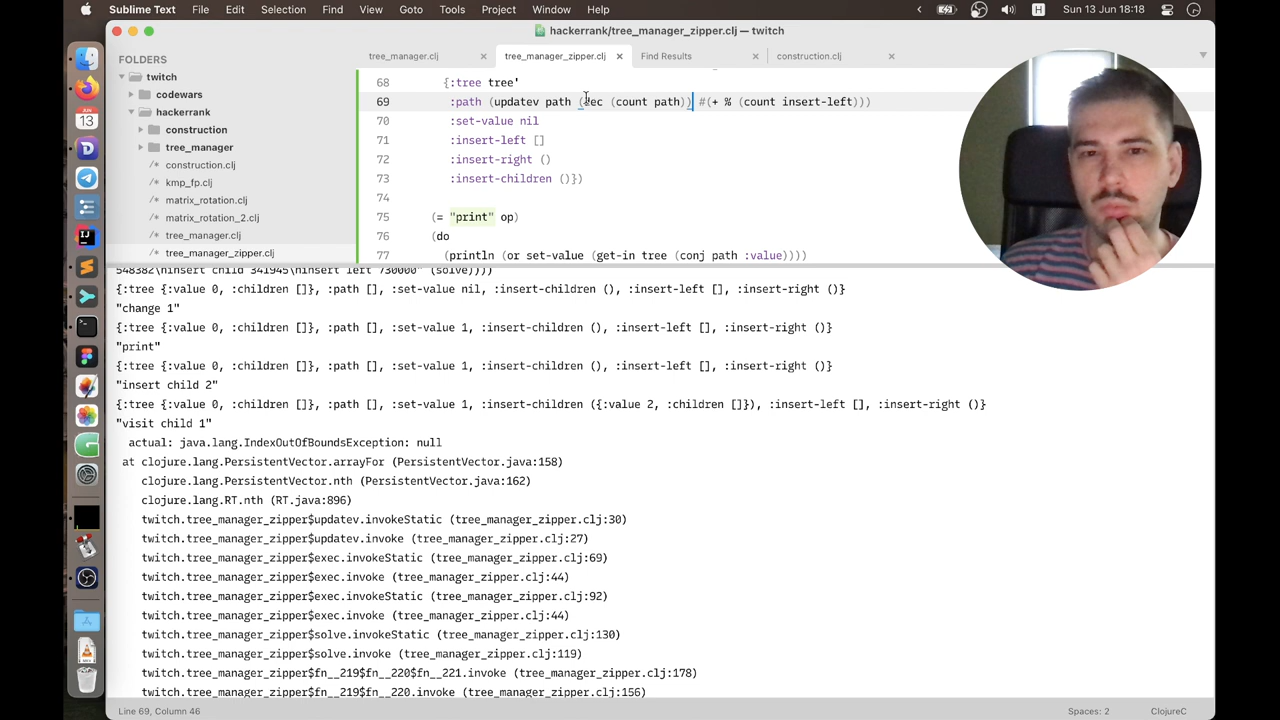 Sublime Text File Edit Selection Find View Goto Tools Project Window Help
H Sun 13 Jun 18:18
hackerrank/tree_manager_zipper.clj — twitch
FOLDERS
twitch
codewars
hackerrank
construction
tree_manager
/* construction.clj
/* kmp_fp.clj
/* matrix_rotation.clj
/* matrix_rotation_2.clj
/* tree_manager.clj
/* tree_manager_zipper.clj
JUN
13
tree_manager.clj × tree_manager_zipper.clj × Find Results × construction.clj ×
68 {:tree tree'
69 :path (updatev path (dec (count path)) #(+ % (count insert-left)))
70 :set-value nil
71 :insert-left []
72 :insert-right ()
73 :insert-children ()})
74
75 (= "print" op)
76 (do
77 (println (or set-value (get-in tree (conj path :value))))
548382\ninsert child 341945\ninsert left 730000" (solve))))
{:tree {:value 0, :children []}, :path [], :set-value nil, :insert-children (), :insert-left [], :insert-right ()}
"change 1"
{:tree {:value 0, :children []}, :path [], :set-value 1, :insert-children (), :insert-left [], :insert-right ()}
"print"
{:tree {:value 0, :children []}, :path [], :set-value 1, :insert-children (), :insert-left [], :insert-right ()}
"insert child 2"
{:tree {:value 0, :children []}, :path [], :set-value 1, :insert-children ({:value 2, :children []}), :insert-left [], :insert-right ()}
"visit child 1"
actual: java.lang.IndexOutOfBoundsException: null
at clojure.lang.PersistentVector.arrayFor (PersistentVector.java:158)
clojure.lang.PersistentVector.nth (PersistentVector.java:162)
clojure.lang.RT.nth (RT.java:896)
twitch.tree_manager_zipper$updatev.invokeStatic (tree_manager_zipper.clj:30)
twitch.tree_manager_zipper$updatev.invoke (tree_manager_zipper.clj:27)
twitch.tree_manager_zipper$exec.invokeStatic (tree_manager_zipper.clj:69)
twitch.tree_manager_zipper$exec.invoke (tree_manager_zipper.clj:44)
twitch.tree_manager_zipper$exec.invokeStatic (tree_manager_zipper.clj:92)
twitch.tree_manager_zipper$exec.invoke (tree_manager_zipper.clj:44)
twitch.tree_manager_zipper$solve.invokeStatic (tree_manager_zipper.clj:130)
twitch.tree_manager_zipper$solve.invoke (tree_manager_zipper.clj:119)
twitch.tree_manager_zipper$fn__219$fn__220$fn__221.invoke (tree_manager_zipper.clj:178)
twitch.tree_manager_zipper$fn__219$fn__220.invoke (tree_manager_zipper.clj:156)
Line 69, Column 46 Spaces: 2 ClojureC